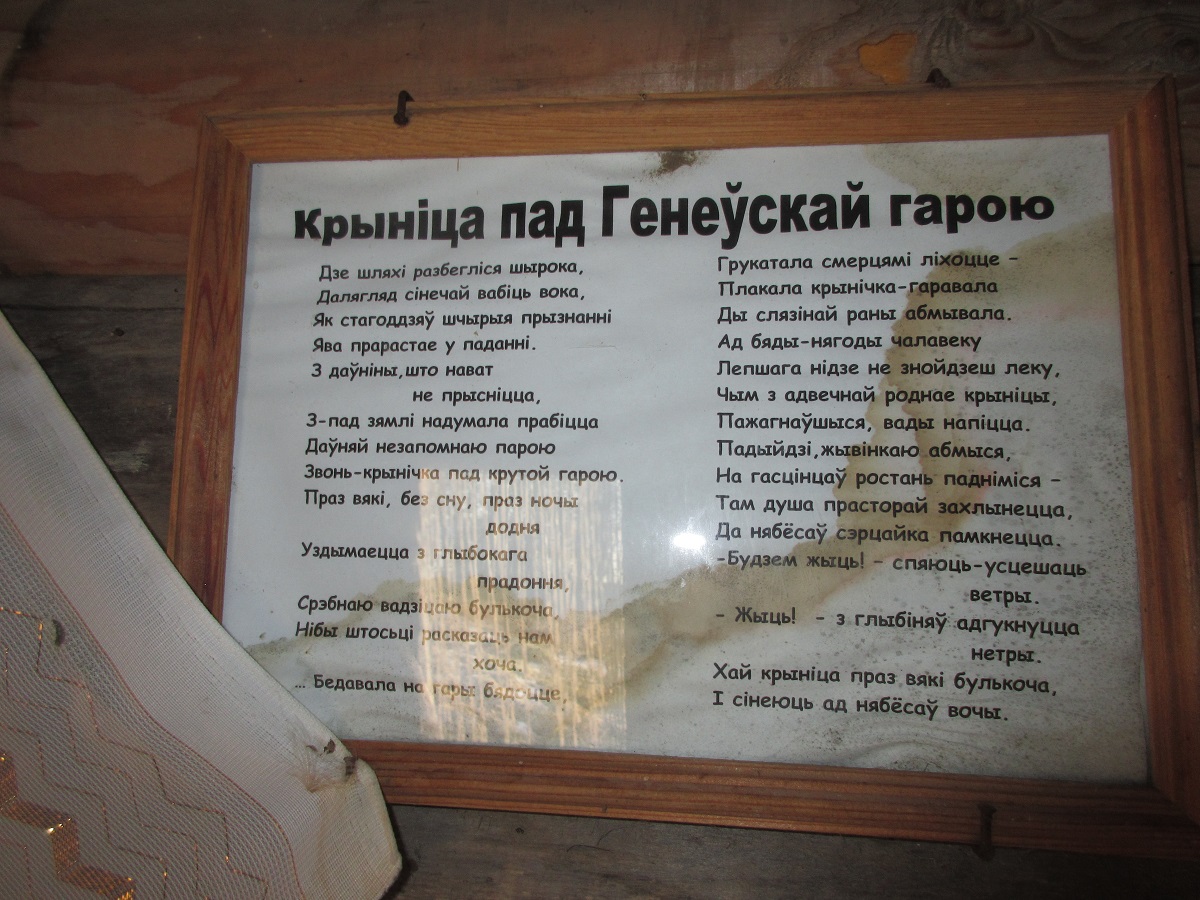 Крыніца пад Генеўскай гарою
Дзе шляхі разбегліся шырока,
Далягляд сінечай вабіць вока,
Як стагоддзяў шчырыя прызнанні
Ява прарастае у паданні.
З даўніны,што нават
не прысніцца,
З-пад зямлі надумала прабіцца
Даўняй незапомнаю парою
Звонь-крынічка пад крутой гарою.
Праз вякі, без сну, праз ночы
додня
Уздымаецца з глыбокага
прадоння,
Срэбнаю вадзіцаю булькоча,
Нібы штосьці расказаць нам
хоча.
... Бедавала на гары бядоцце,
Грукатала смерцямі ліхоцце –
Плакала крынічка-гаравала
Ды слязінай раны абмывала.
Ад бяды-нягоды чалавеку
Лепшага нідзе не знойдзеш леку,
Чым з адвечнай роднае крыніцы,
Пажагнаўшыся, вады напіцца.
Падыйдзі,жывінкаю абмыся,
На гасцінцаў ростань падніміся –
Там душа прасторай захлынецца,
Да нябёсаў сэрцайка памкнецца.
-Будзем жыць! – спяюць-усцешаць
ветры.
- Жыць! - з глыбіняў адгукнуцца
нетры.
Хай крыніца праз вякі булькоча,
І сінеюць ад нябёсаў вочы.